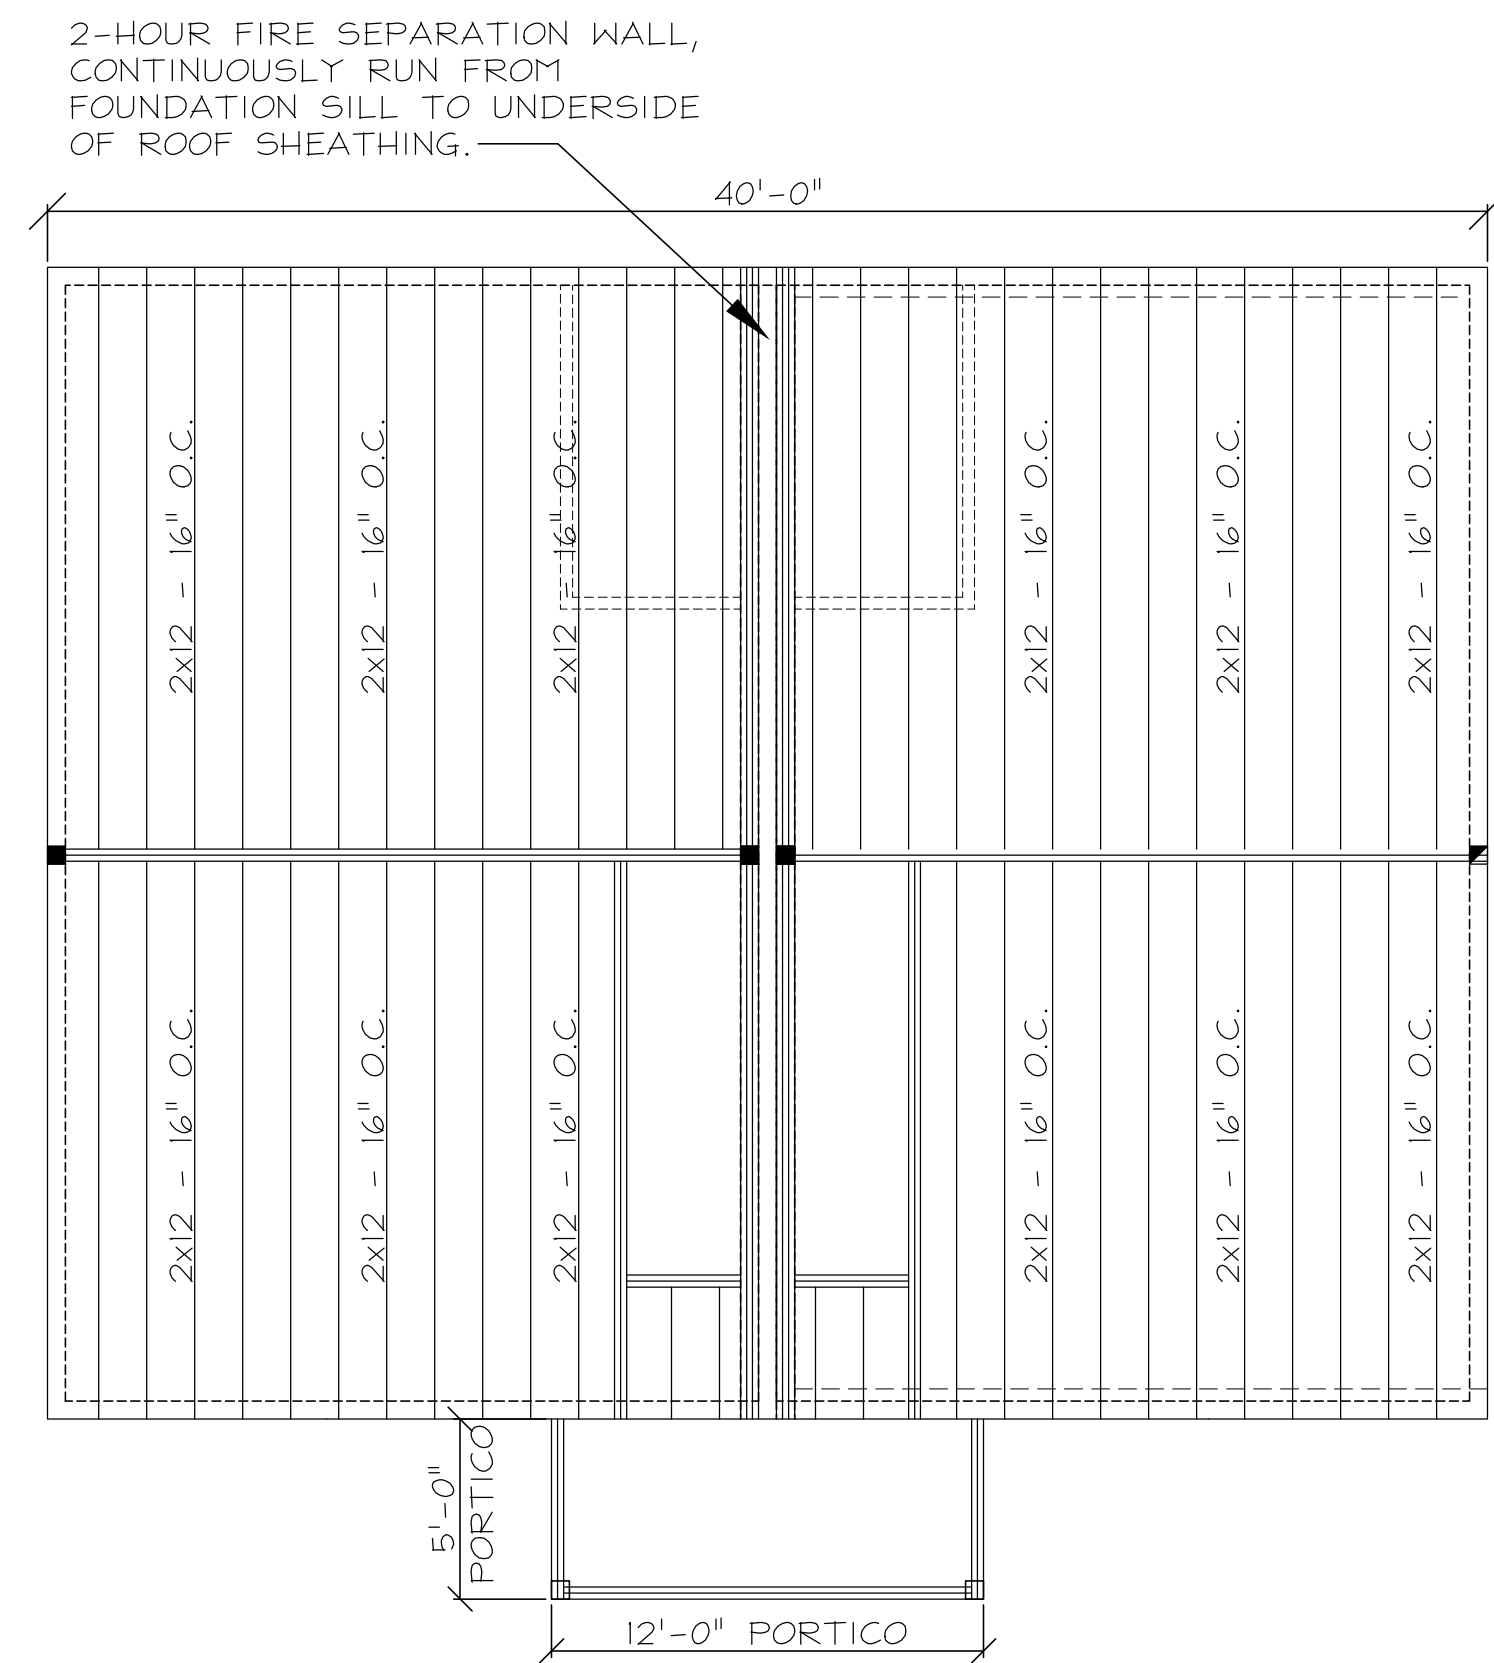 2-HOUR FIRE SEPARATION WALL,
CONTINUOUSLY RUN FROM
FOUNDATION SILL TO UNDERSIDE
OF ROOF SHEATHING.
40'-0"
2x12 - 16" O.C.
2x12 - 16" O.C.
2x12 - 16" O.C.
2x12 - 16" O.C.
2x12 - 16" O.C.
2x12 - 16" O.C.
2x12 - 16" O.C.
2x12 - 16" O.C.
2x12 - 16" O.C.
2x12 - 16" O.C.
2x12 - 16" O.C.
2x12 - 16" O.C.
5'-0"
PORTICO
12'-0" PORTICO